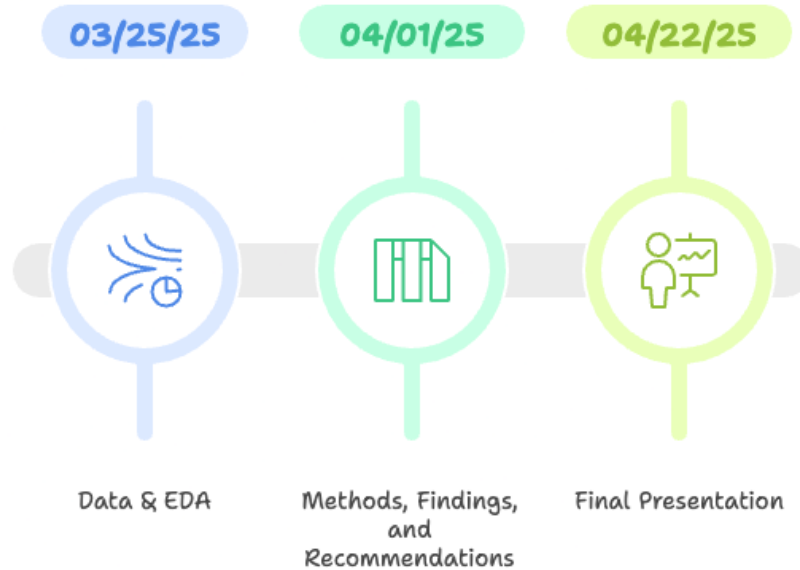 03/25/25
04/01/25
04/22/25
Data & EDA
Methods, Findings,
and
Recommendations
Final Presentation